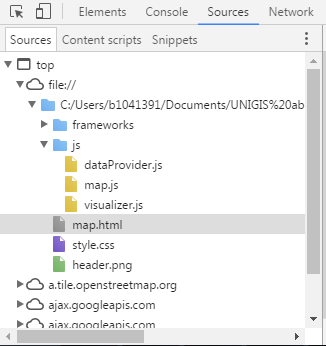 Elements Console Sources Network
Sources Content scripts Snippets
top
file://
C:/Users/b1041391/Documents/UNIGIS%20ab
frameworks
js
dataProvider.js
map.js
visualizer.js
map.html
style.css
header.png
a.tile.openstreetmap.org
ajax.googleapis.com
ajax.googleapis.com